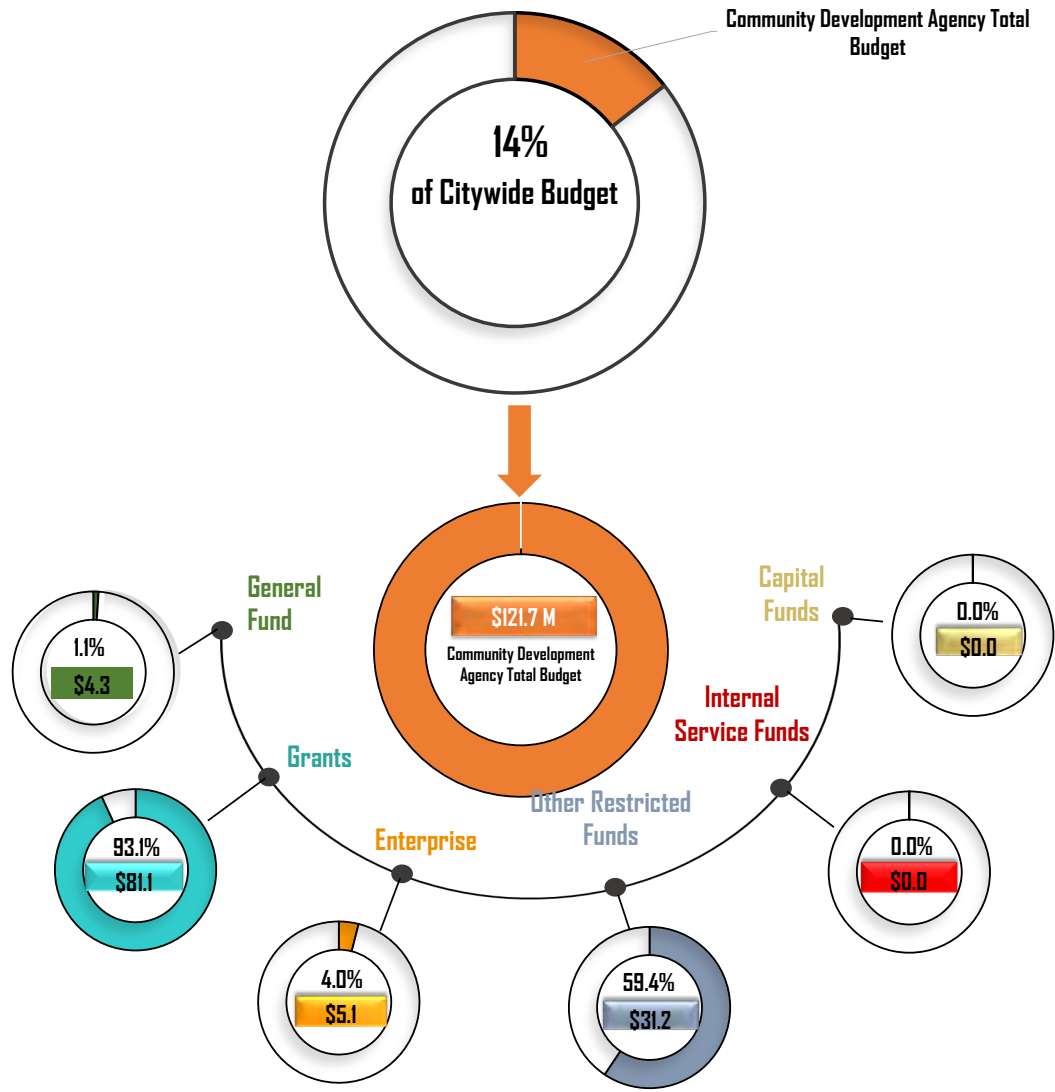 Community Development Agency Total
Budget
14%
of Citywide Budget
$121.7 M
Community Development
Agency Total Budget
General
Fund
1.1%
$4.3
Grants
93.1%
$81.1
Enterprise
4.0%
$5.1
Other Restricted
Funds
59.4%
$31.2
Internal
Service Funds
0.0%
$0.0
Capital
Funds
0.0%
$0.0